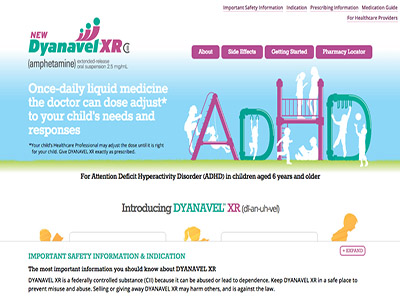 Important Safety Information Indication Prescribing Information Medication Guide
For Healthcare Providers
NEW
Dyanavel XR CII
(amphetamine) extended-release
oral suspension 2.5 mg/mL
About Side Effects Getting Started Pharmacy Locator
Once-daily liquid medicine
the doctor can dose adjust*
to your child's needs and
responses
*Your child's Healthcare Professional may adjust the dose until it is right
for your child. Give DYANAVEL XR exactly as prescribed.
ADHD
For Attention Deficit Hyperactivity Disorder (ADHD) in children aged 6 years and older
Introducing DYANAVEL® XR (di-an-uh-vel)
IMPORTANT SAFETY INFORMATION & INDICATION
+ EXPAND
The most important information you should know about DYANAVEL XR
DYANAVEL XR is a federally controlled substance (CII) because it can be abused or lead to dependence. Keep DYANAVEL XR in a safe place to
prevent misuse and abuse. Selling or giving away DYANAVEL XR may harm others, and is against the law.